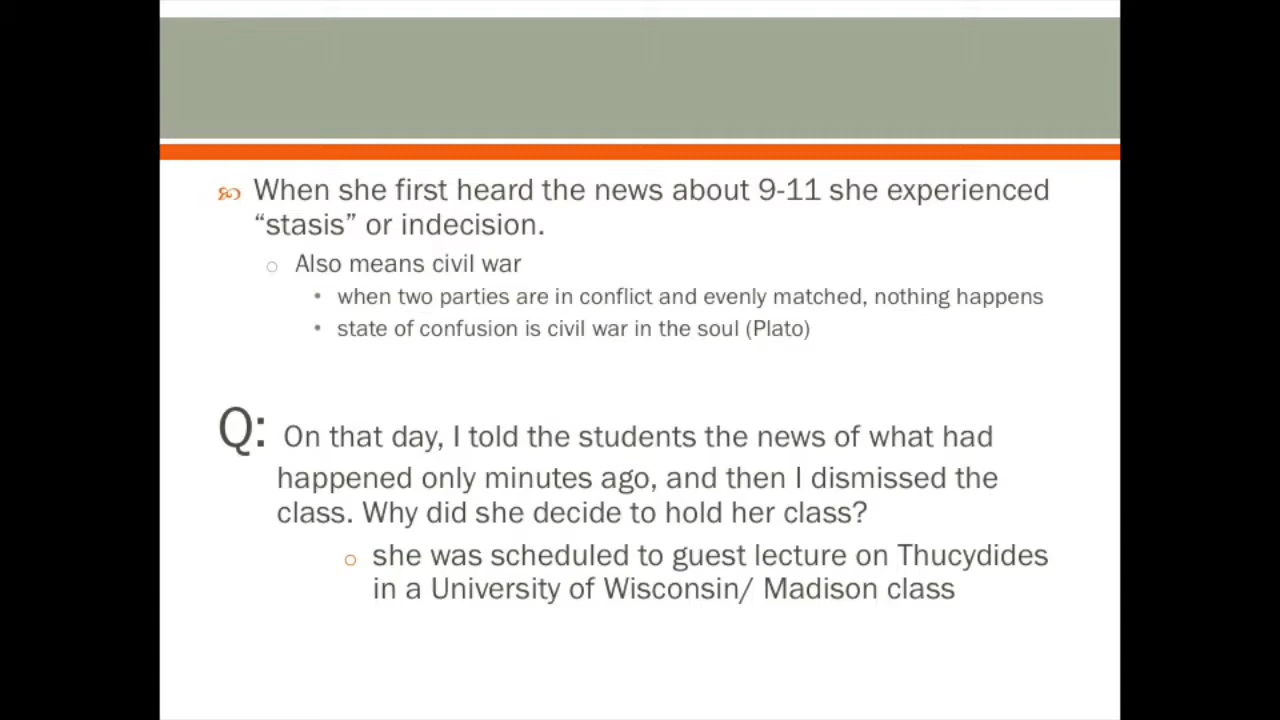 When she first heard the news about 9-11 she experienced
“stasis” or indecision.
Also means civil war
when two parties are in conflict and evenly matched, nothing happens
state of confusion is civil war in the soul (Plato)
Q: On that day, I told the students the news of what had
happened only minutes ago, and then I dismissed the
class. Why did she decide to hold her class?
she was scheduled to guest lecture on Thucydides
in a University of Wisconsin/ Madison class